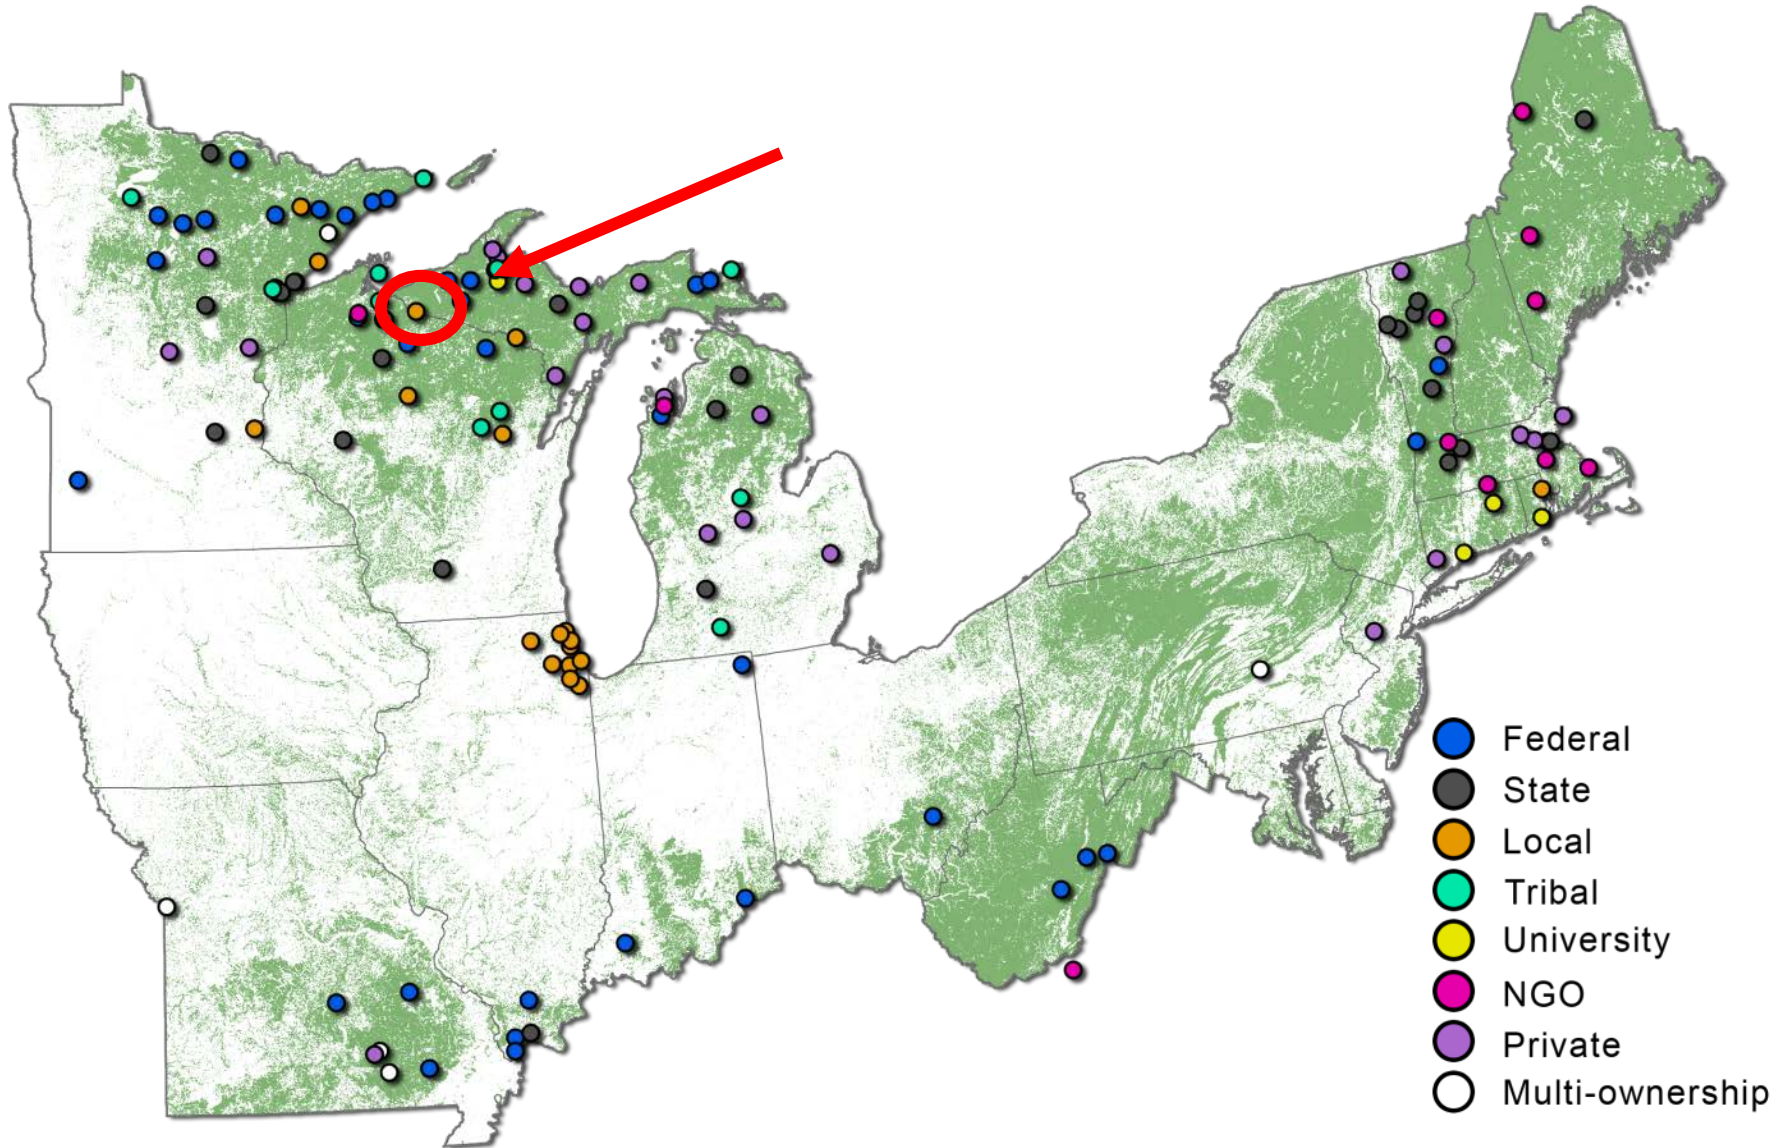 Federal
State
Local
Tribal
University
NGO
Private
Multi-ownership